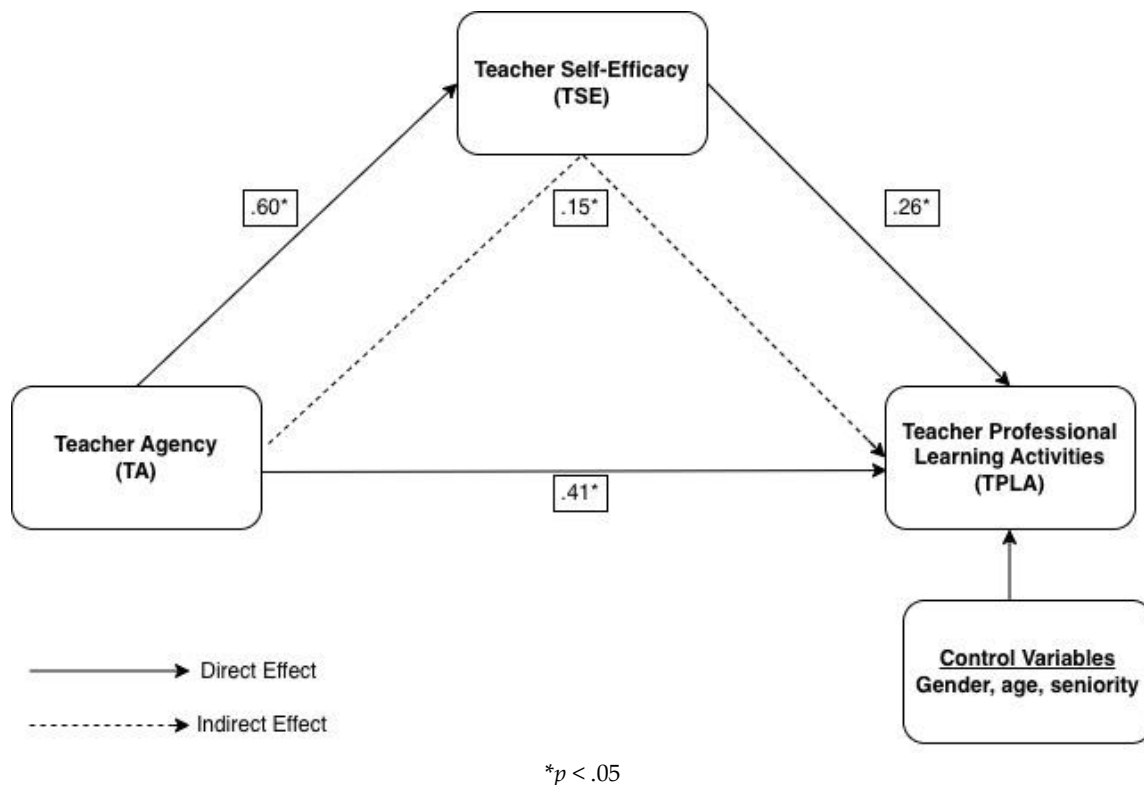 Teacher Self-Efficacy
(TSE)
.60*
.15*
.26*
Teacher Agency
(TA)
.41*
Teacher Professional
Learning Activities
(TPLA)
Control Variables
Gender, age, seniority
Direct Effect
Indirect Effect
*p < .05